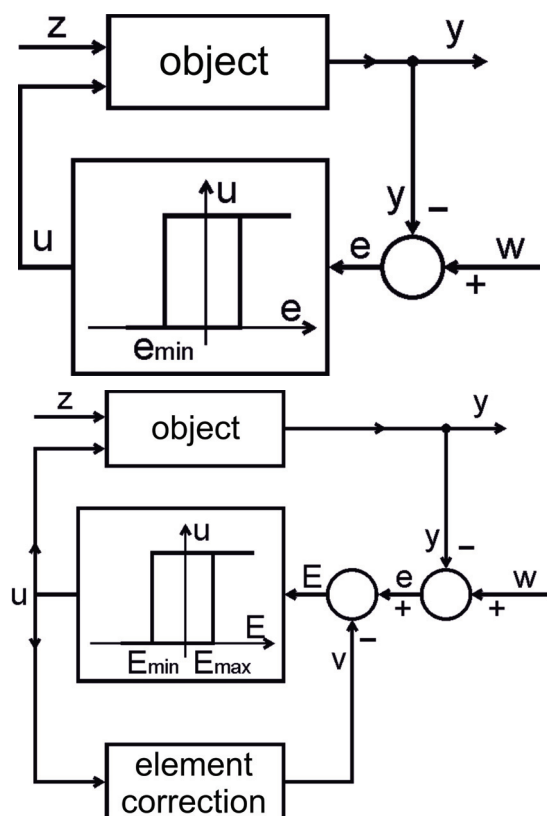 z
y
object
u
y
−
u
e
w
+
e
emin
z
y
object
u
y
−
u
E
e
w
+
+
E
−
Emin Emax
v
element
correction